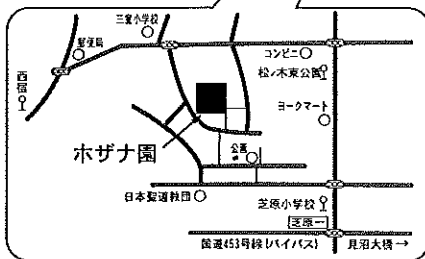 三室小学校
郵便局
コンビニ
松ノ木東公園
西宿
ヨークマート
ホザナ園
公園
日本聖道教団
芝原小学校
芝原一
国道463号線(バイパス)
見沼大橋→